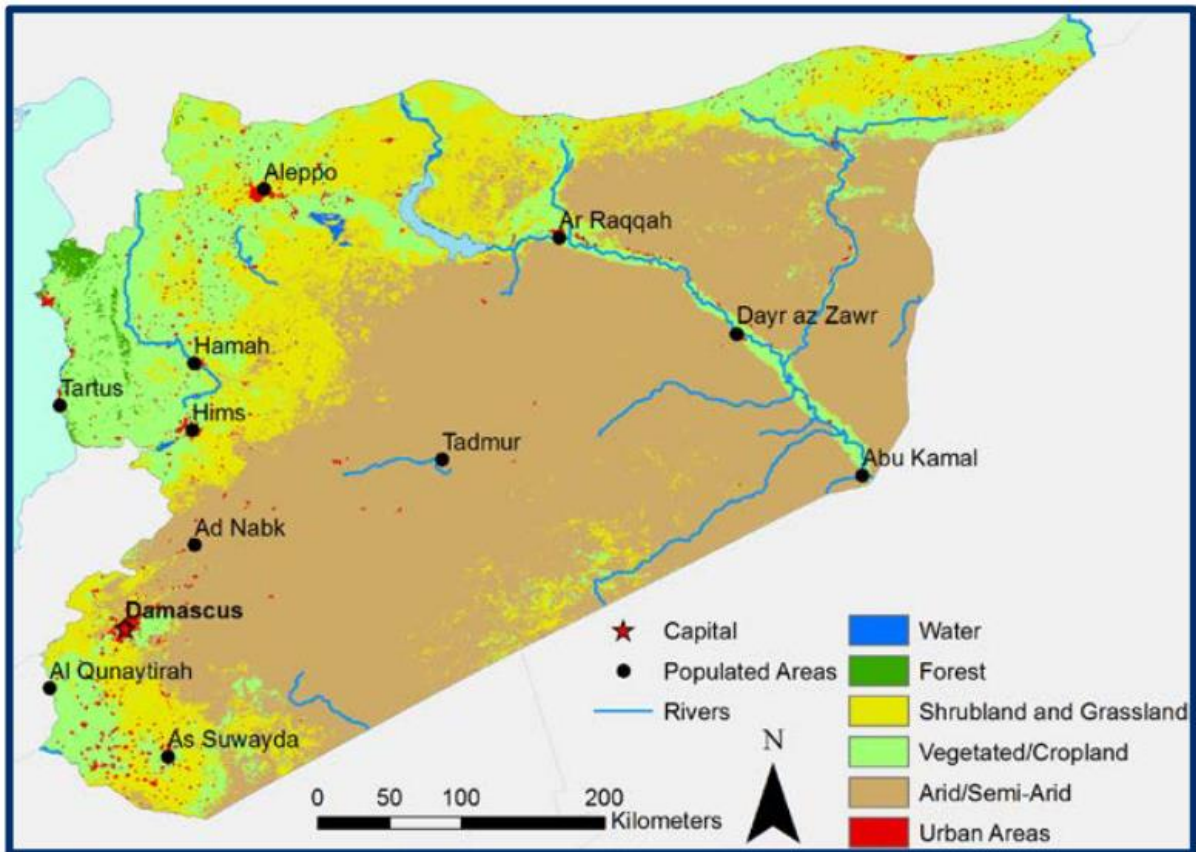 Aleppo
Ar Raqqah
Dayr az Zawr
Hamah
Tartus
Hims
Tadmur
Abu Kamal
Ad Nabk
Damascus
Al Qunaytirah
As Suwayda
Capital
Populated Areas
Rivers
Water
Forest
Shrubland and Grassland
Vegetated/Cropland
Arid/Semi-Arid
Urban Areas
N
0 50 100 200
Kilometers